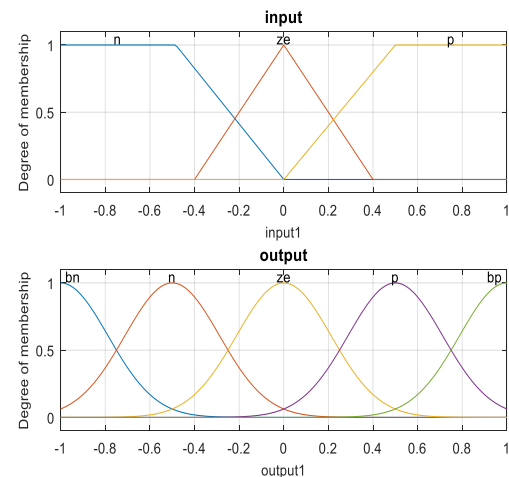 input
n ze p
1
0.5
0
Degree of membership
-1 -0.8 -0.6 -0.4 -0.2 0 0.2 0.4 0.6 0.8 1
input1
output
bn n ze p bp
1
0.5
0
Degree of membership
-1 -0.8 -0.6 -0.4 -0.2 0 0.2 0.4 0.6 0.8 1
output1